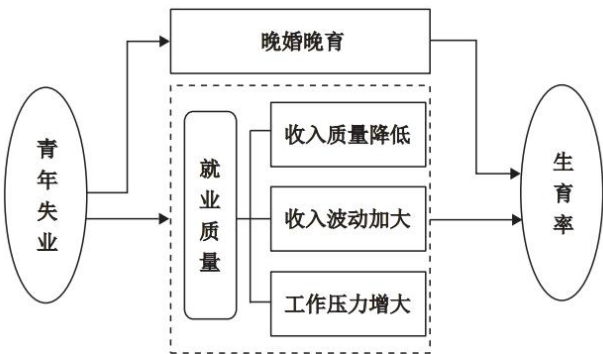 晚婚晚育
青年失业
就业质量
收入质量降低
收入波动加大
工作压力增大
生育率